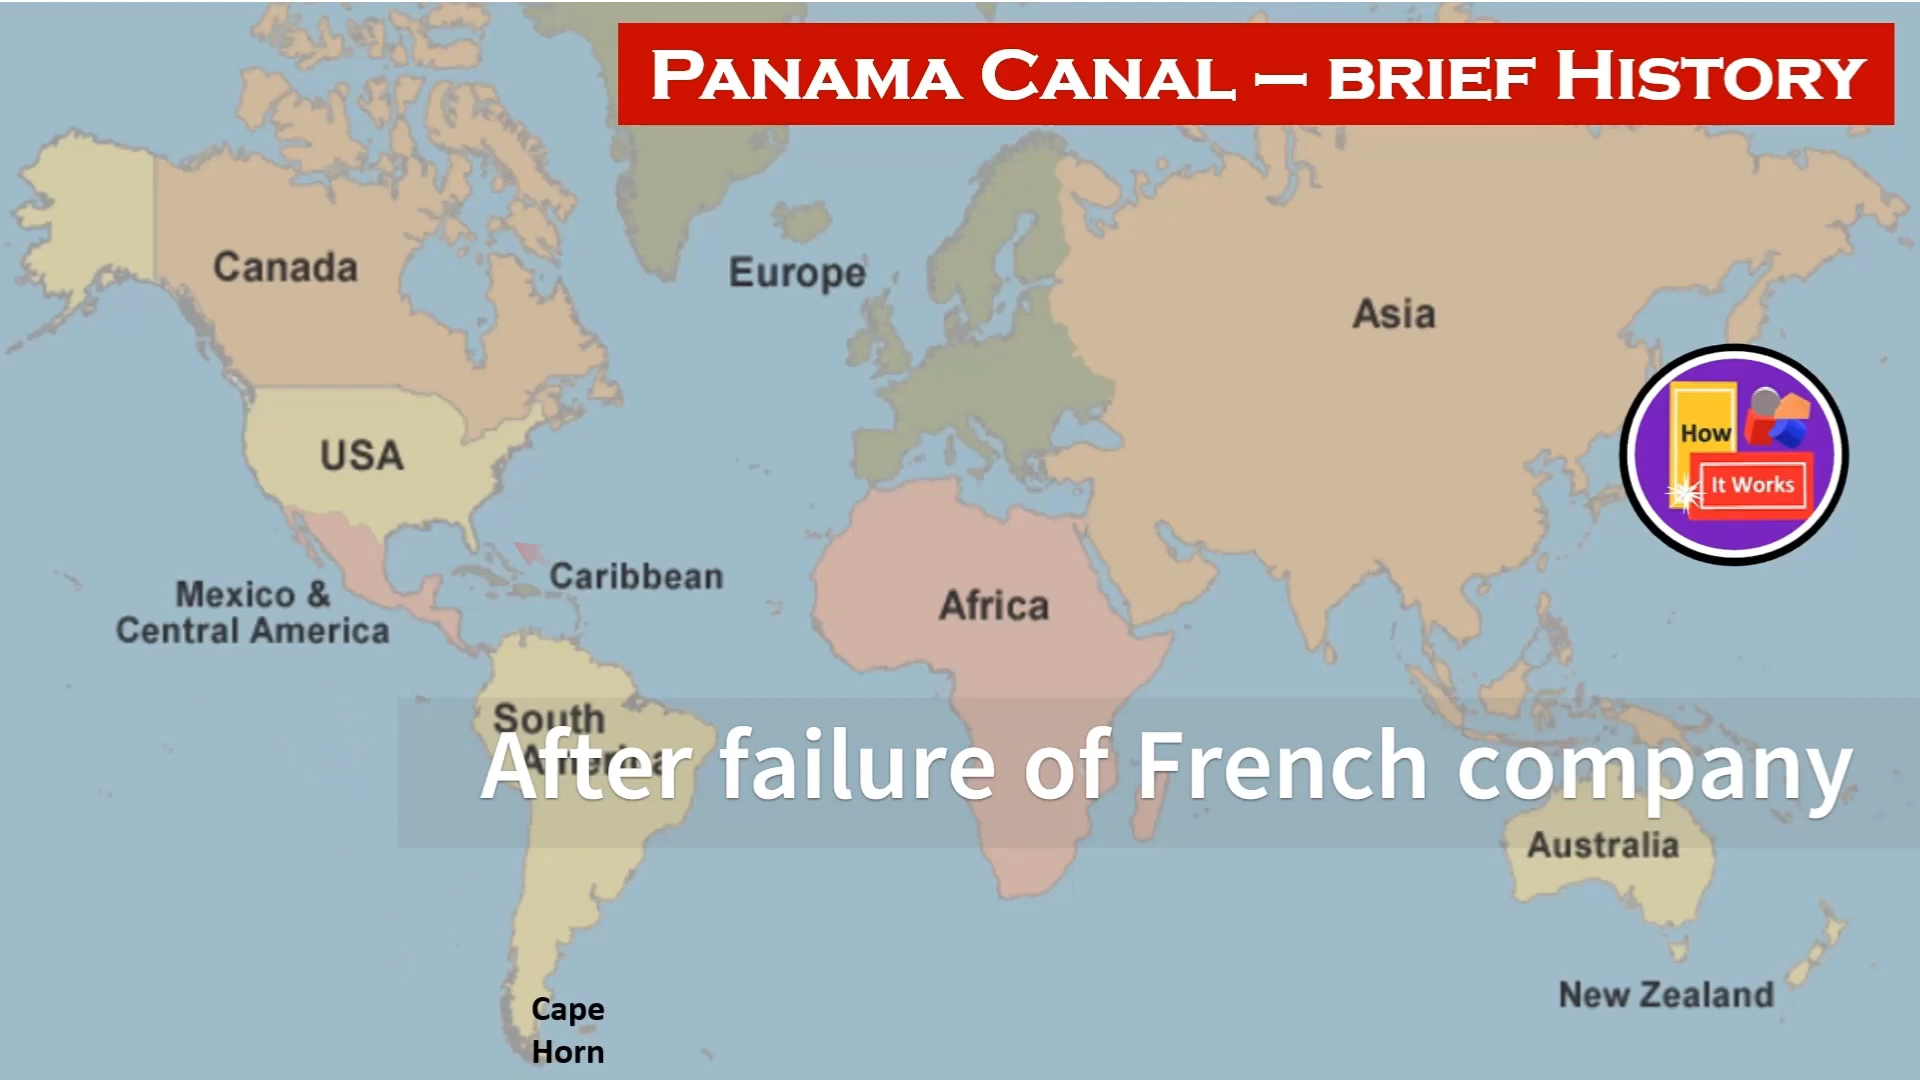 PANAMA CANAL – BRIEF HISTORY
Canada
Europe
Asia
How
It Works
USA
Caribbean
Mexico &
Central America
Africa
South
America
After failure of French company
Australia
New Zealand
Cape
Horn